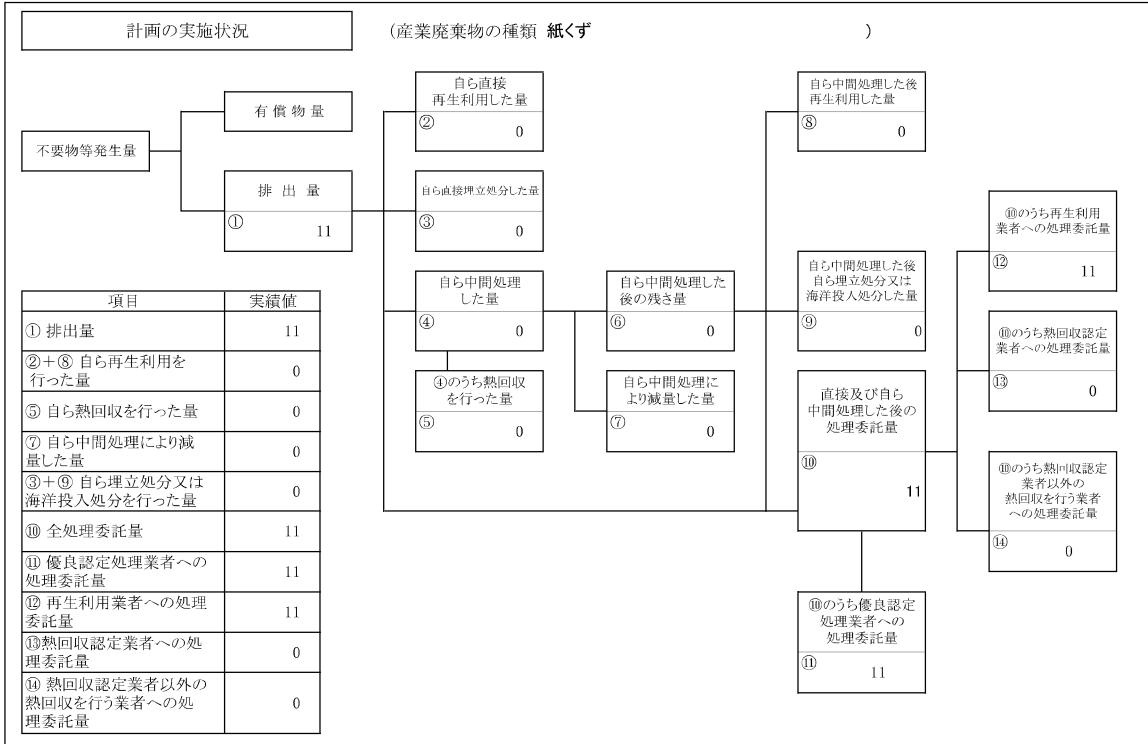 計画の実施状況
(産業廃棄物の種類 紙くず )
不要物等発生量
有償物量
排出量
① 11
自ら直接
再生利用した量
② 0
自ら直接埋立処分した量
③ 0
自ら中間処理
した量
④ 0
④のうち熱回収
を行った量
⑤ 0
自ら中間処理した
後の残さ量
⑥ 0
自ら中間処理に
より減量した量
⑦ 0
自ら中間処理した後
再生利用した量
⑧ 0
自ら中間処理した後
自ら埋立処分又は
海洋投入処分した量
⑨ 0
直接及び自ら
中間処理した後の
処理委託量
⑩
11
⑩のうち優良認定
処理業者への
処理委託量
⑪ 11
⑩のうち再生利用
業者への処理委託量
⑫ 11
⑩のうち熱回収認定
業者への処理委託量
⑬ 0
⑩のうち熱回収認定
業者以外の
熱回収を行う業者
への処理委託量
⑭ 0
項目 実績値
① 排出量 11
②+⑧ 自ら再生利用を
行った量 0
⑤ 自ら熱回収を行った量 0
⑦ 自ら中間処理により減
量した量 0
③+⑨ 自ら埋立処分又は
海洋投入処分を行った量 0
⑩ 全処理委託量 11
⑪ 優良認定処理業者への
処理委託量 11
⑫ 再生利用業者への処理
委託量 11
⑬熱回収認定業者への処
理委託量 0
⑭ 熱回収認定業者以外の
熱回収を行う業者への処
理委託量 0